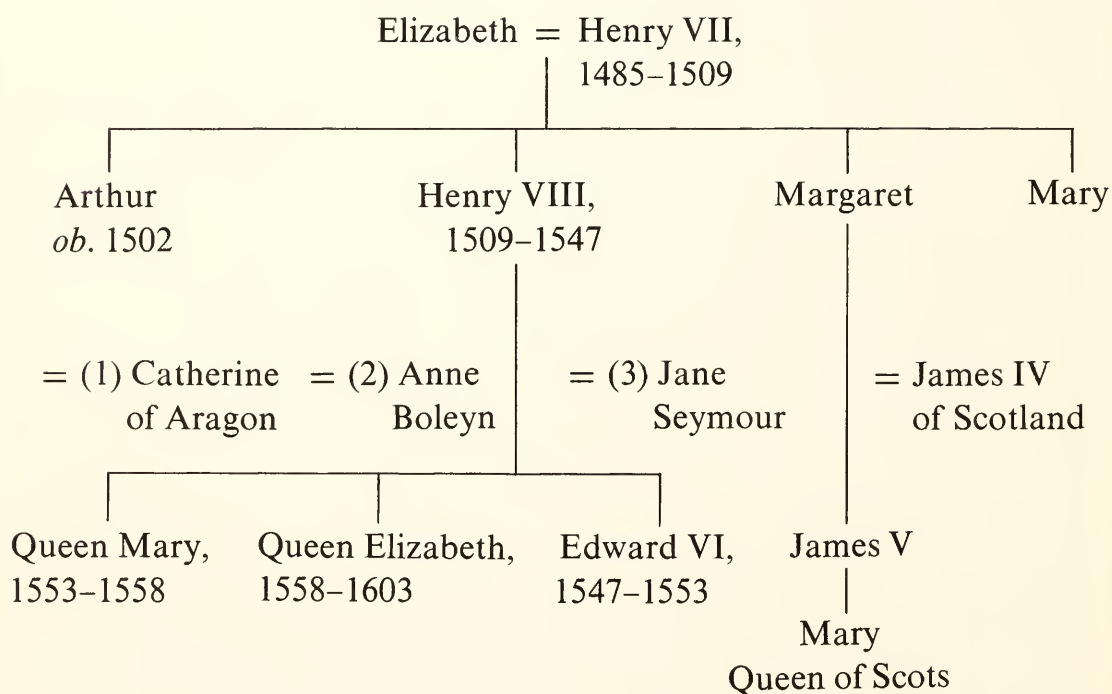 Elizabeth = Henry VII,
1485–1509
Arthur
ob. 1502
Henry VIII,
1509–1547
Margaret
Mary
= (1) Catherine
of Aragon
= (2) Anne
Boleyn
= (3) Jane
Seymour
= James IV
of Scotland
Queen Mary,
1553–1558
Queen Elizabeth,
1558–1603
Edward VI,
1547–1553
James V
Mary
Queen of Scots